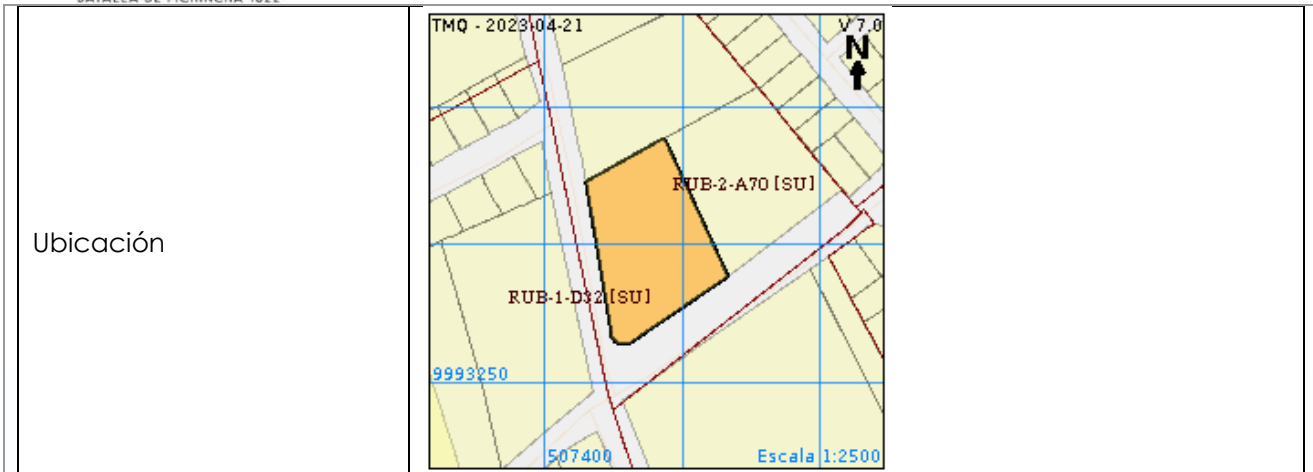 TMQ - 2023-04-21
V 7.0
N
RUB-2-A70 [SU]
Ubicación
RUB-1-D32 [SU]
9993250
507400
Escala 1:2500